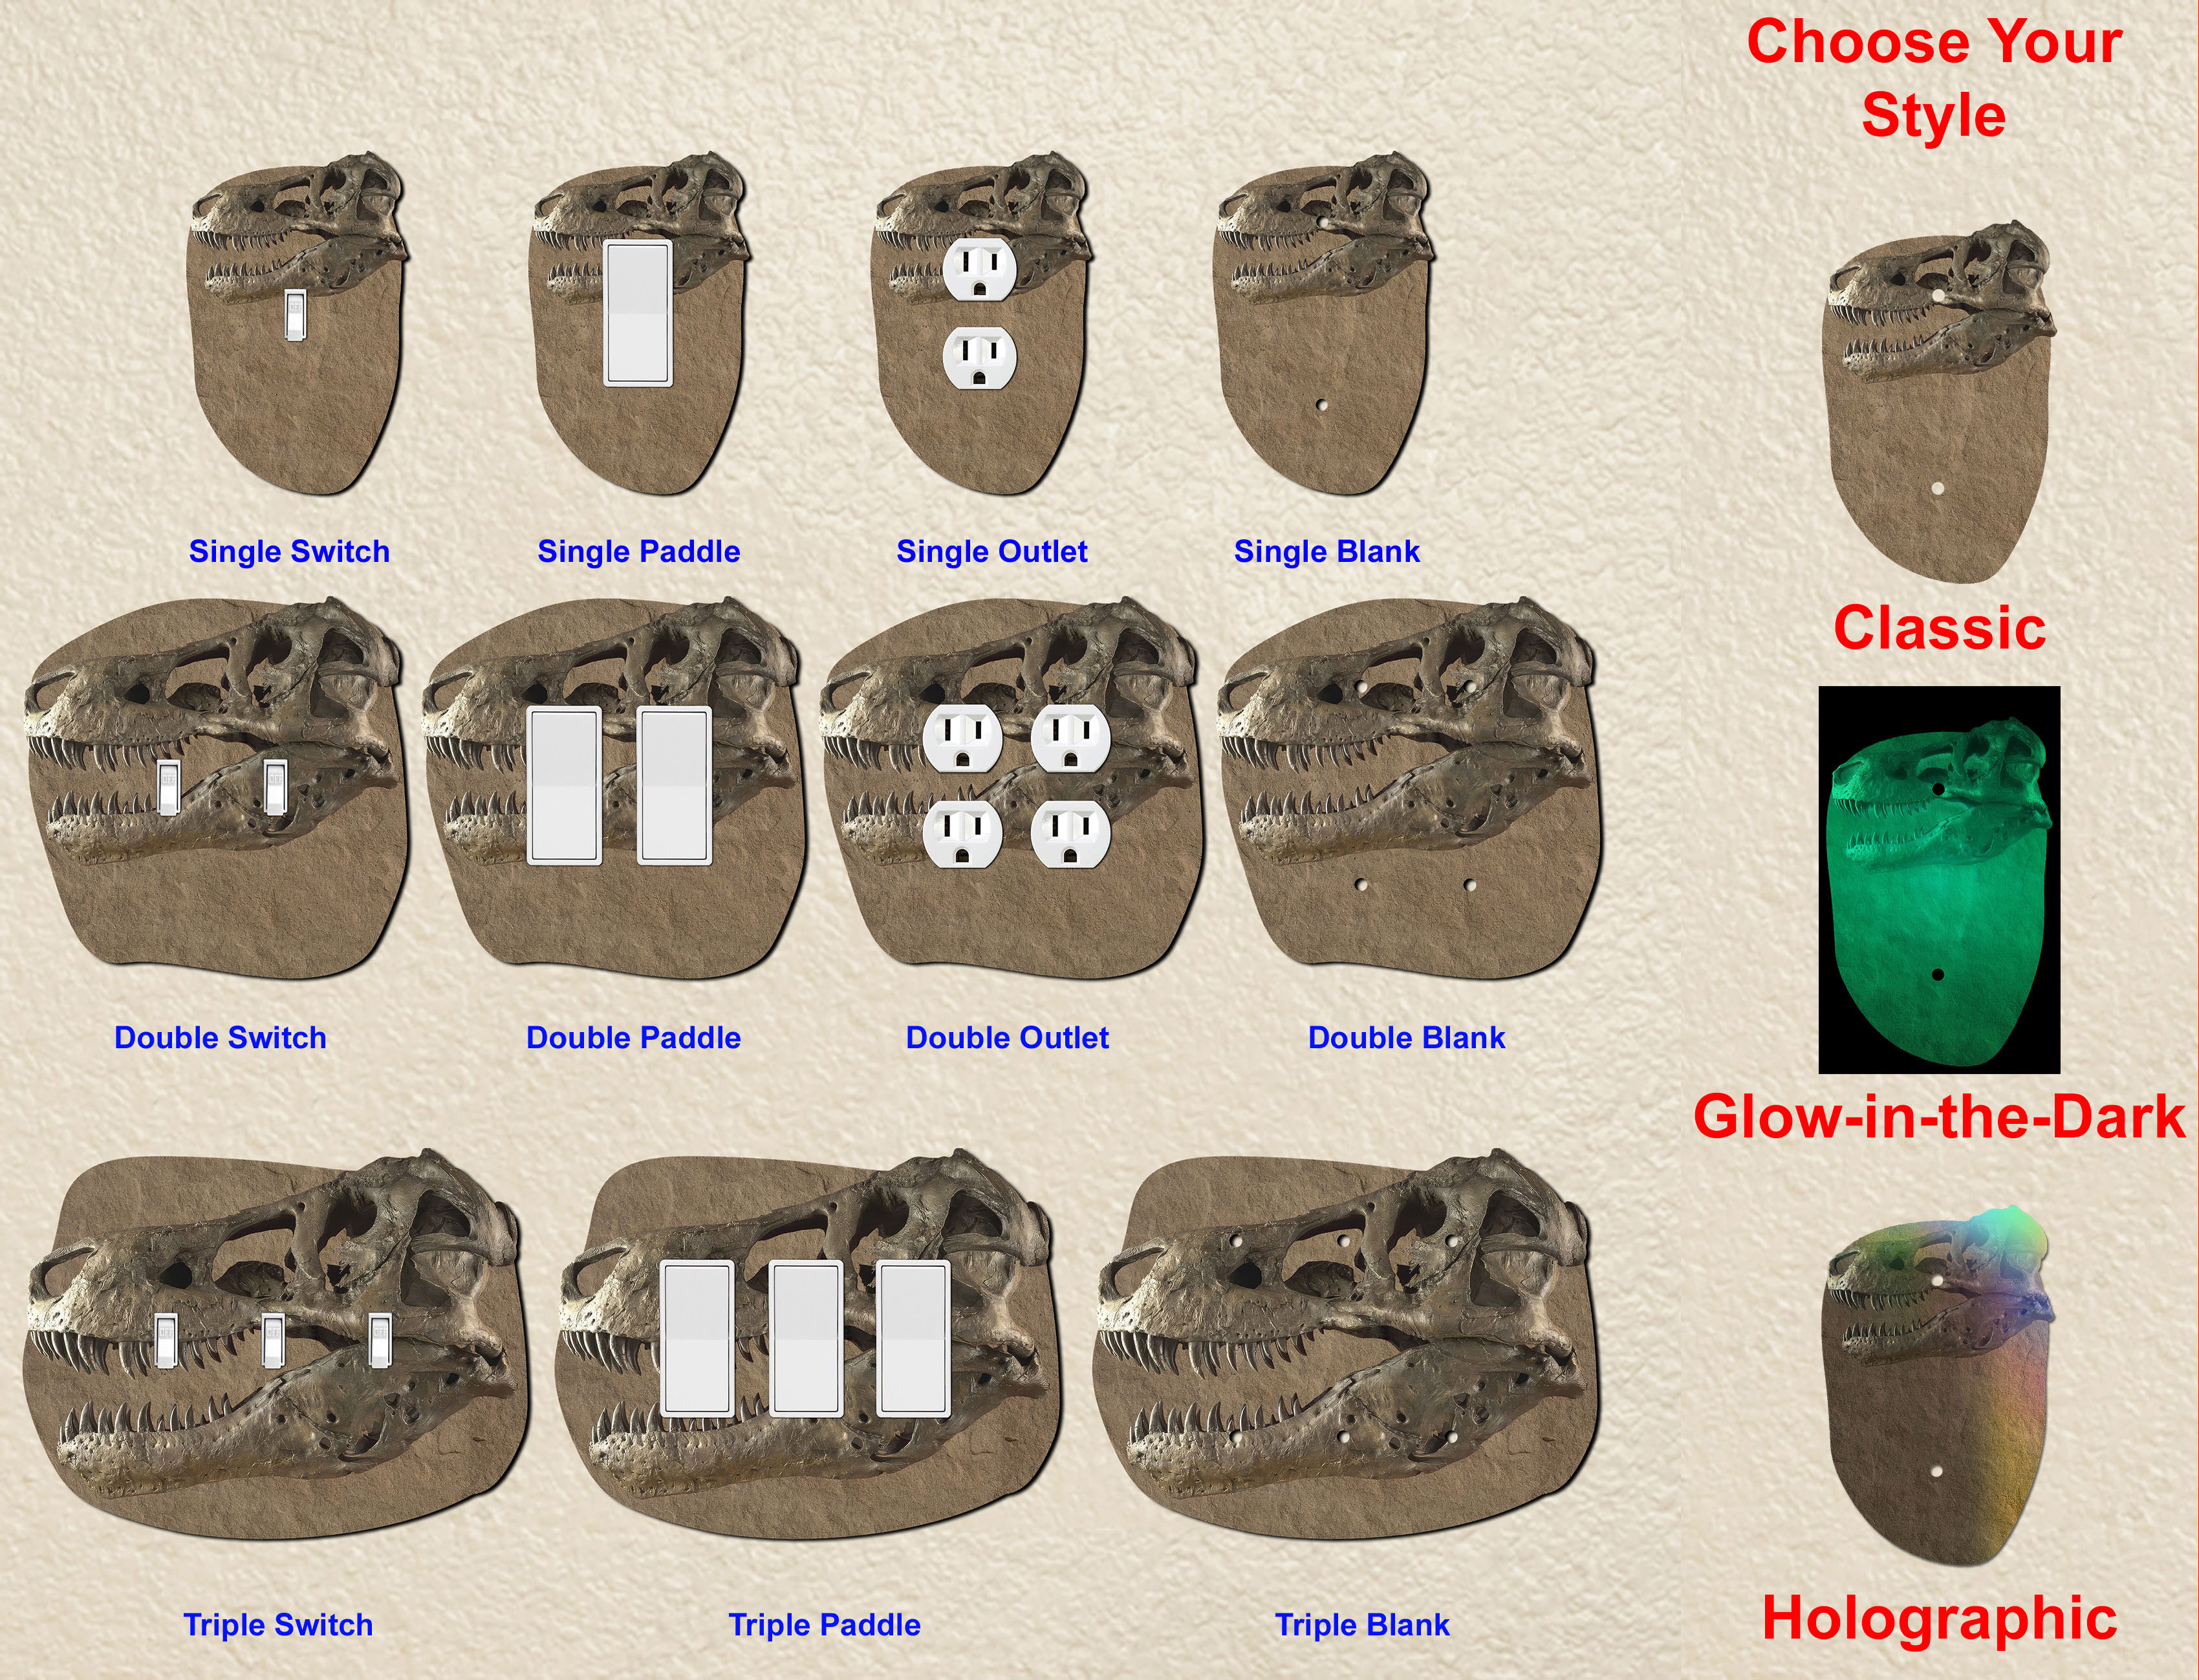 Choose Your
Style
Single Switch
Single Paddle
Single Outlet
Single Blank
Classic
Double Switch
Double Paddle
Double Outlet
Double Blank
Glow-in-the-Dark
Triple Switch
Triple Paddle
Triple Blank
Holographic